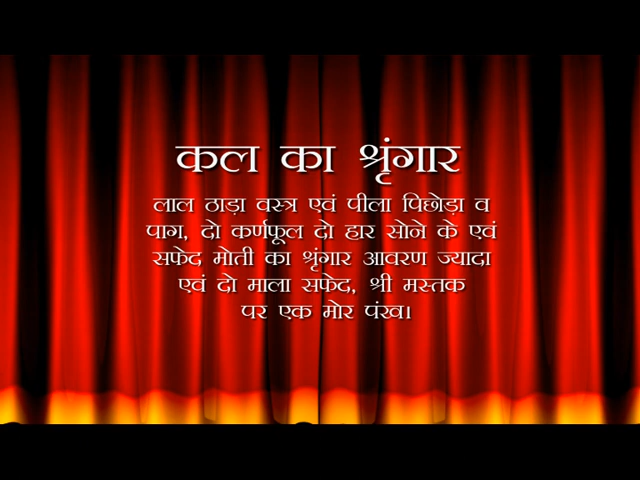 कल का श्रृंगार
लाल ठाड़ा वस्त्र एवं पीला पिछोड़ा व
पाग, दो कर्णफूल दो हार सोने के एवं
सफेद मोती का श्रृंगार आवरण ज्यादा
एवं दो माला सफेद, श्री मस्तक
पर एक मोर पंख।